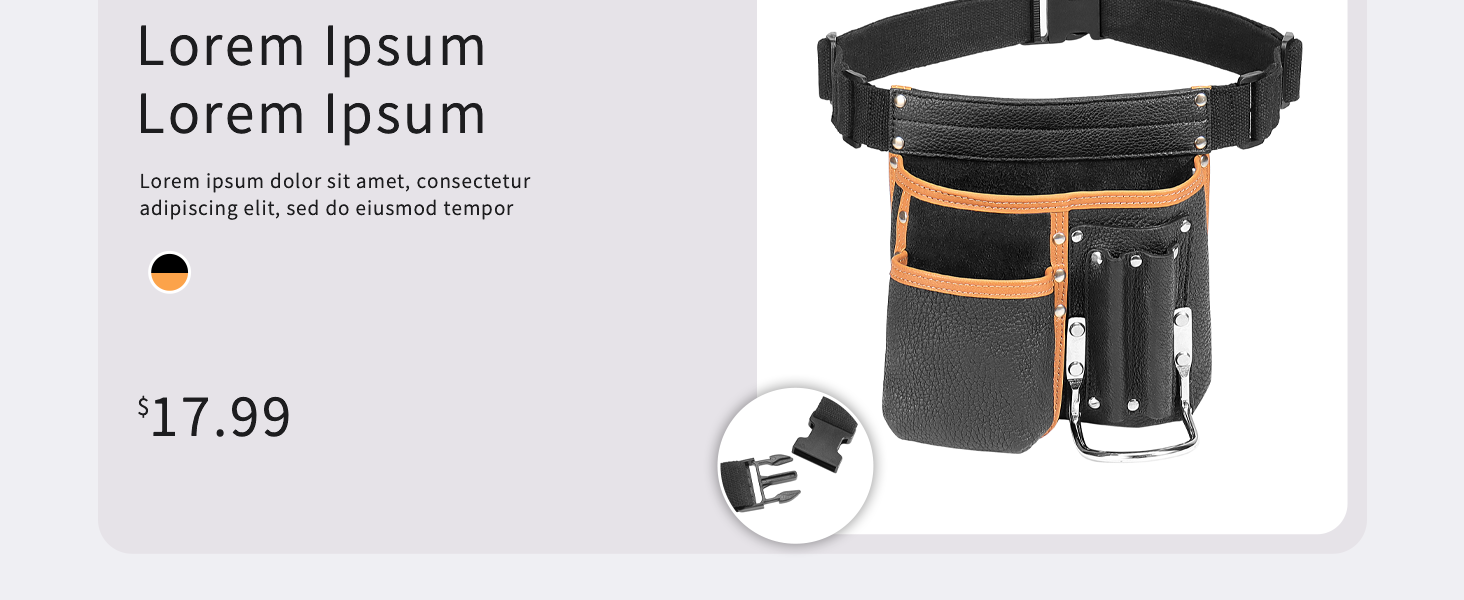 Lorem Ipsum
Lorem Ipsum
Lorem ipsum dolor sit amet, consectetur
adipiscing elit, sed do eiusmod tempor
$17.99